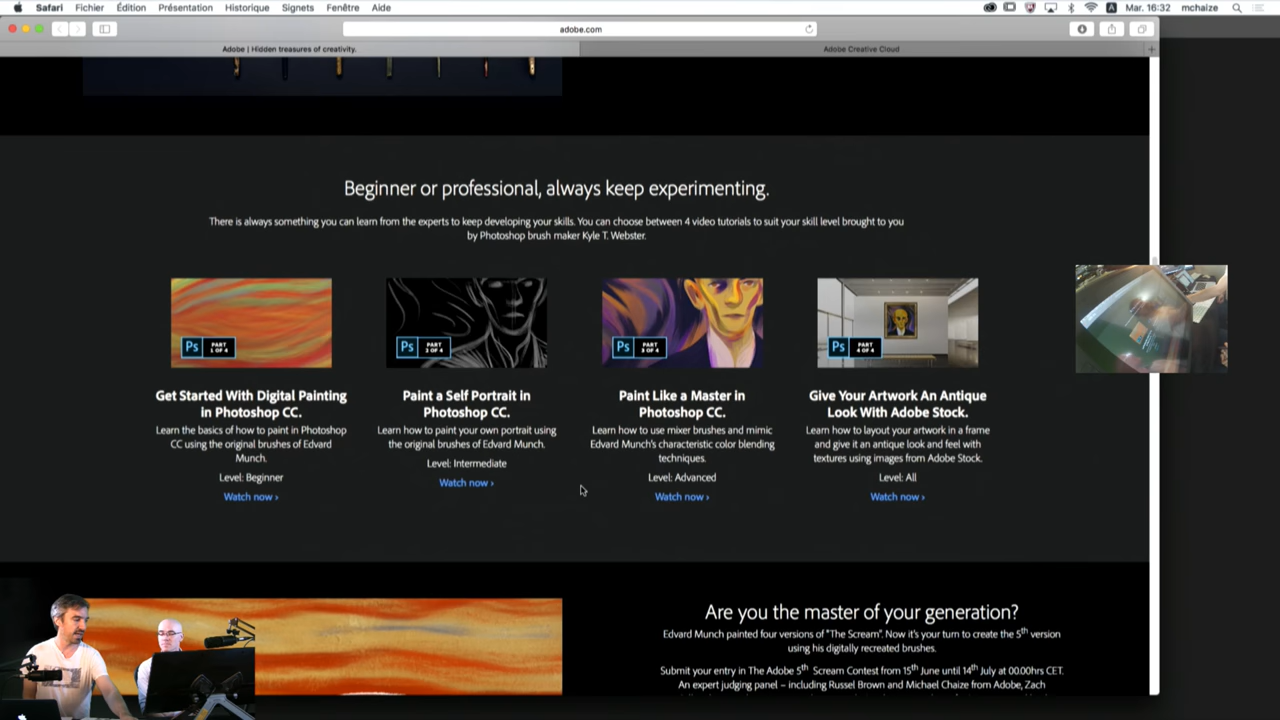 Safari Fichier Édition Présentation Historique Signets Fenêtre Aide Mar. 16:32 mchaize
adobe.com
Adobe | Hidden treasures of creativity. Adobe Creative Cloud
Beginner or professional, always keep experimenting.
There is always something you can learn from the experts to keep developing your skills. You can choose between 4 video tutorials to suit your skill level brought to you
by Photoshop brush maker Kyle T. Webster.
Ps PART 1 OF 4
Ps PART 2 OF 4
Ps PART 3 OF 4
Ps PART 4 OF 4
Get Started With Digital Painting
in Photoshop CC.
Learn the basics of how to paint in Photoshop
CC using the original brushes of Edvard
Munch.
Level: Beginner
Watch now ›
Paint a Self Portrait in
Photoshop CC.
Learn how to paint your own portrait using
the original brushes of Edvard Munch.
Level: Intermediate
Watch now ›
Paint Like a Master in
Photoshop CC.
Learn how to use mixer brushes and mimic
Edvard Munch's characteristic color blending
techniques.
Level: Advanced
Watch now ›
Give Your Artwork An Antique
Look With Adobe Stock.
Learn how to layout your artwork in a frame
and give it an antique look and feel with
textures using images from Adobe Stock.
Level: All
Watch now ›
Are you the master of your generation?
Edvard Munch painted four versions of "The Scream". Now it's your turn to create the 5th version
using his digitally recreated brushes.
Submit your entry in The Adobe 5th Scream Contest from 15th June until 14th July at 00.00hrs CET.
An expert judging panel – including Russel Brown and Michael Chaize from Adobe, Zach